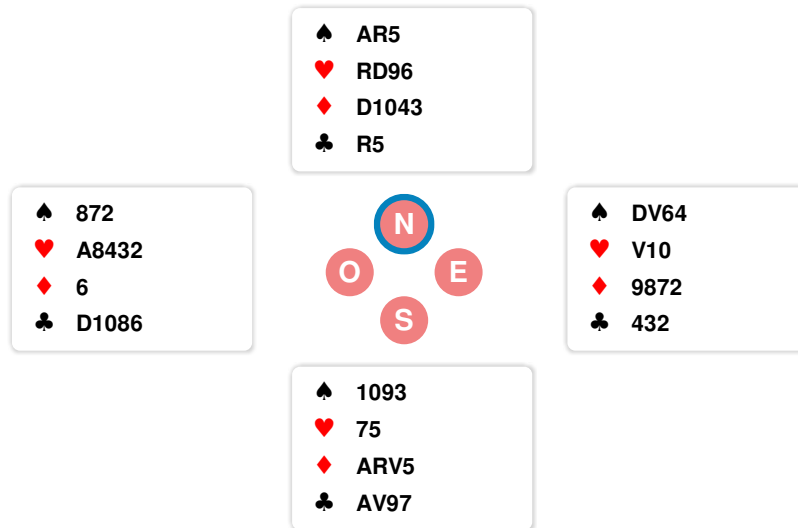 ♠ AR5
♥ RD96
♦ D1043
♣ R5
♠ 872
♥ A8432
♦ 6
♣ D1086
N
O
E
S
♠ DV64
♥ V10
♦ 9872
♣ 432
♠ 1093
♥ 75
♦ ARV5
♣ AV97